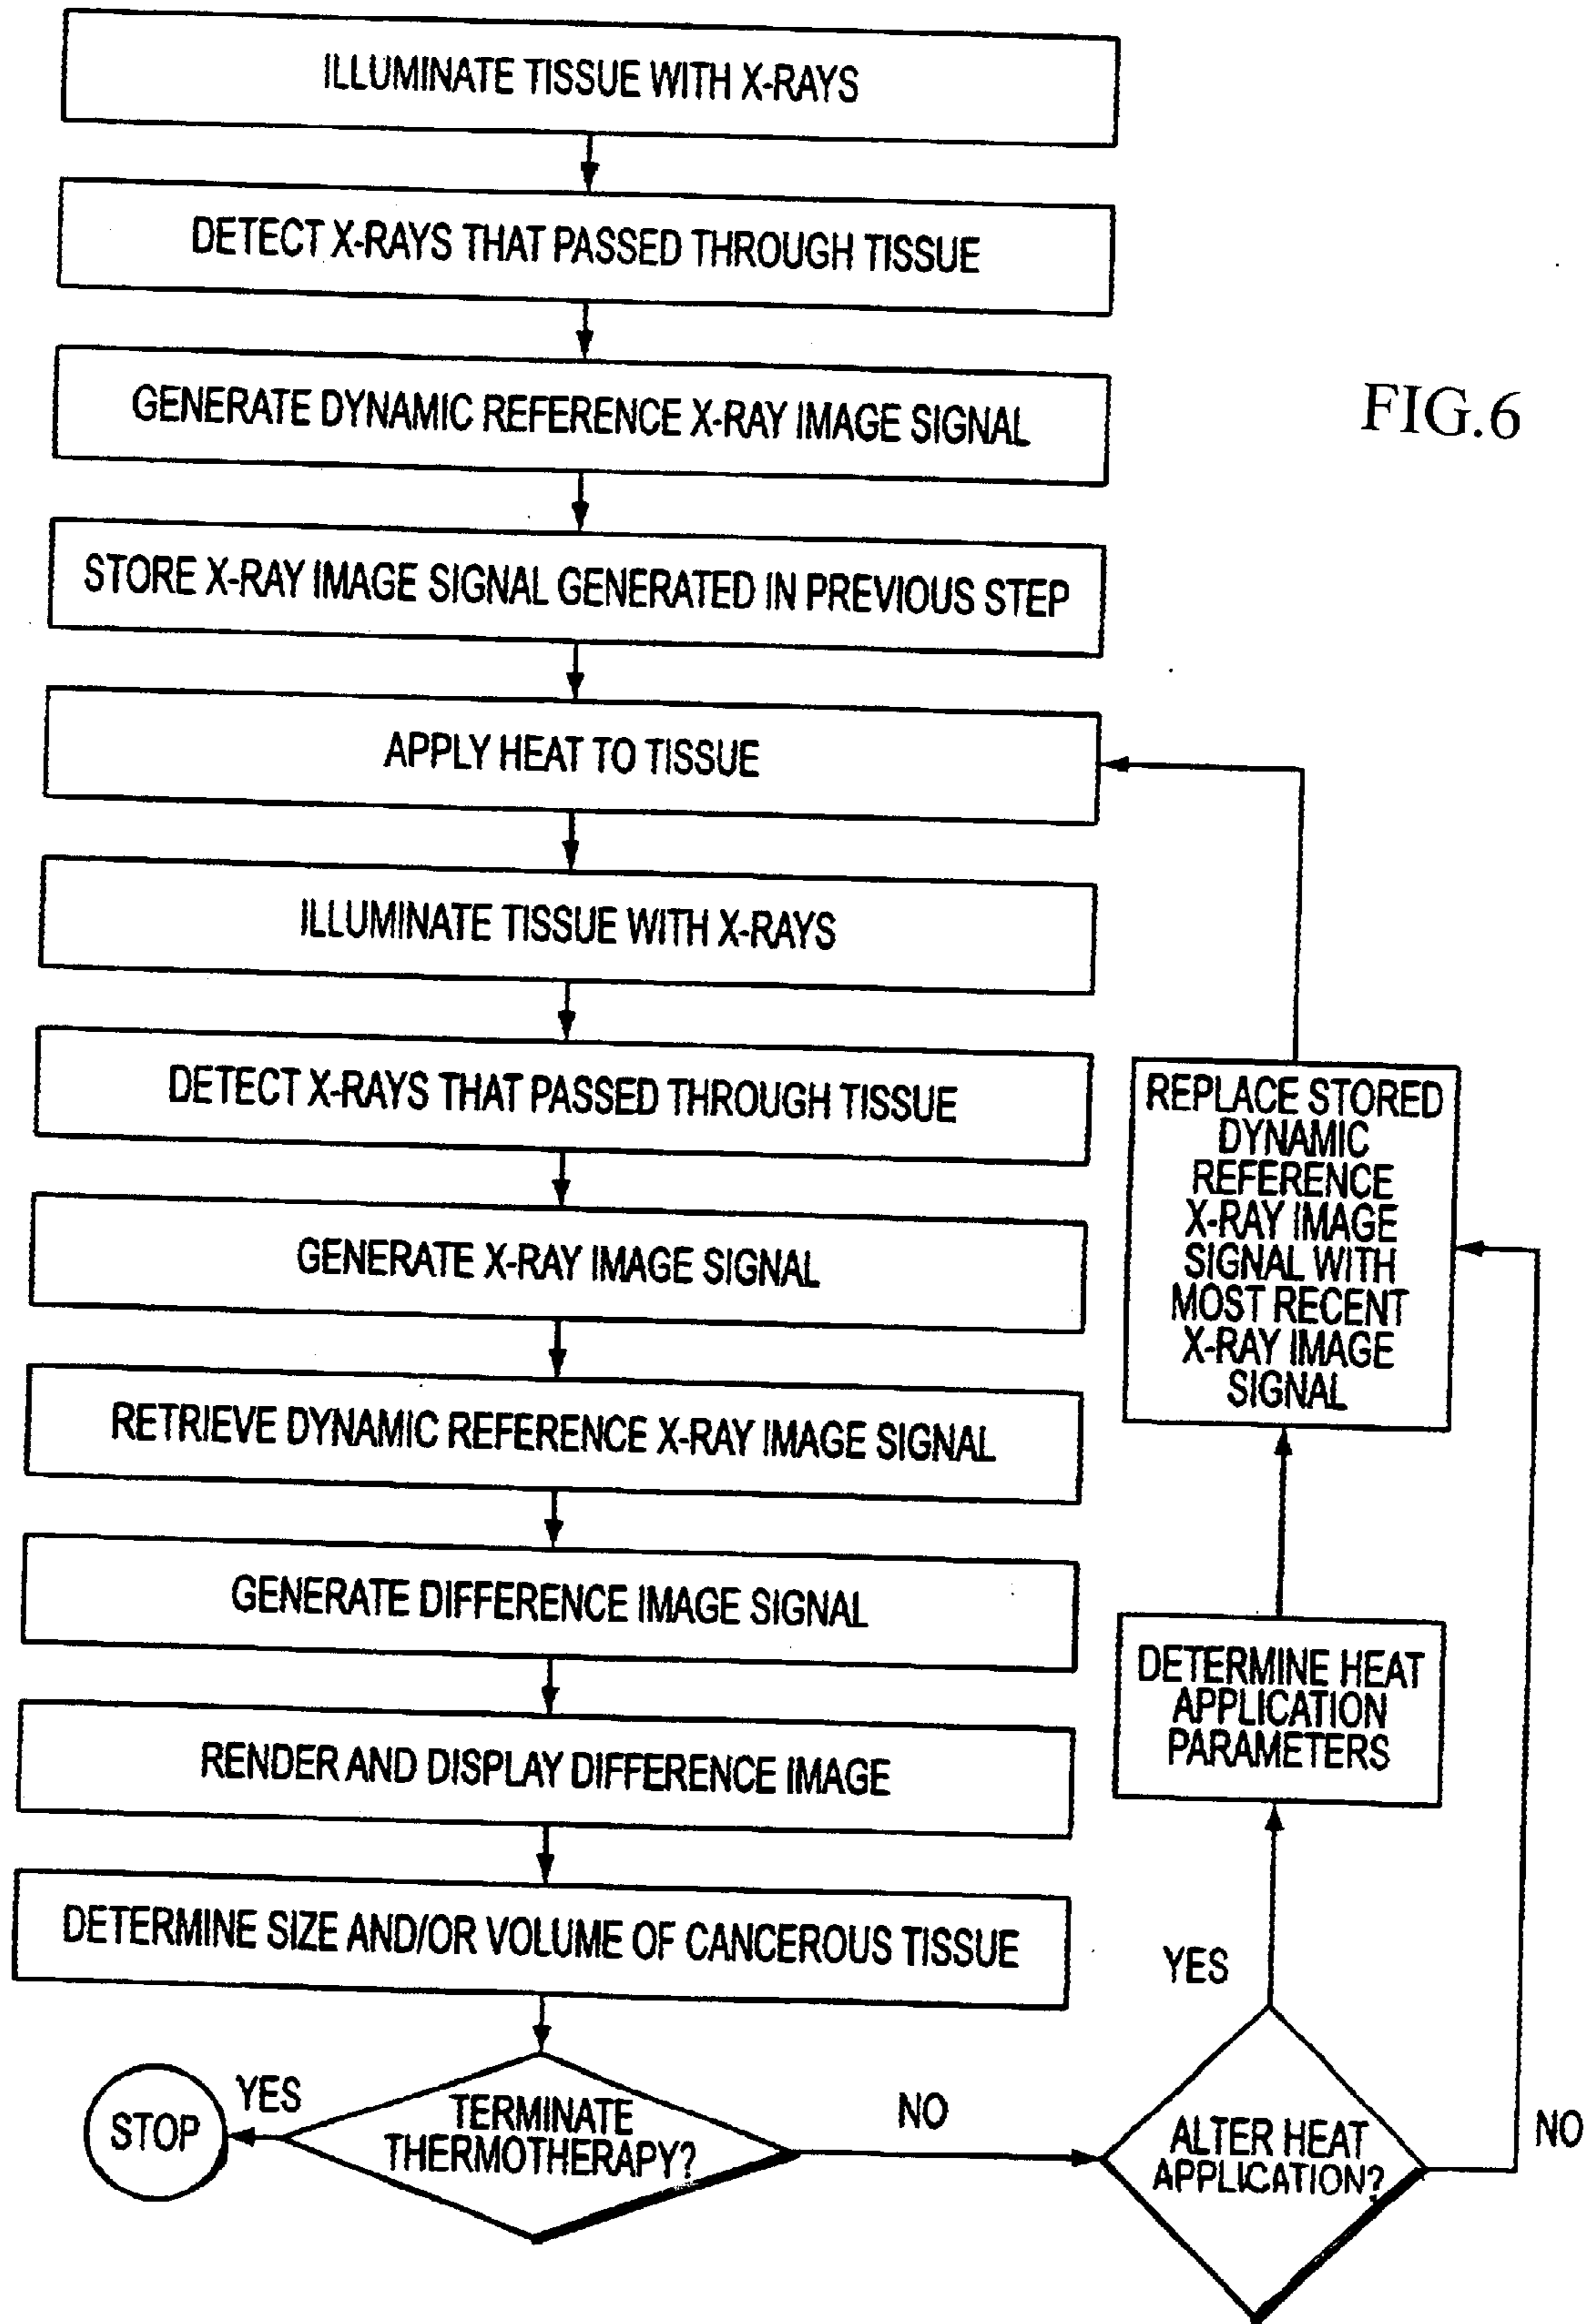 ILLUMINATE TISSUE WITH X-RAYS
DETECT X-RAYS THAT PASSED THROUGH TISSUE
GENERATE DYNAMIC REFERENCE X-RAY IMAGE SIGNAL
FIG.6
STORE X-RAY IMAGE SIGNAL GENERATED IN PREVIOUS STEP
APPLY HEAT TO TISSUE
ILLUMINATE TISSUE WITH X-RAYS
DETECT X-RAYS THAT PASSED THROUGH TISSUE
GENERATE X-RAY IMAGE SIGNAL
RETRIEVE DYNAMIC REFERENCE X-RAY IMAGE SIGNAL
GENERATE DIFFERENCE IMAGE SIGNAL
RENDER AND DISPLAY DIFFERENCE IMAGE
DETERMINE SIZE AND/OR VOLUME OF CANCEROUS TISSUE
TERMINATE
THERMOTHERAPY?
YES
STOP
NO
ALTER HEAT
APPLICATION?
YES
NO
DETERMINE HEAT
APPLICATION
PARAMETERS
REPLACE STORED
DYNAMIC
REFERENCE
X-RAY IMAGE
SIGNAL WITH
MOST RECENT
X-RAY IMAGE
SIGNAL